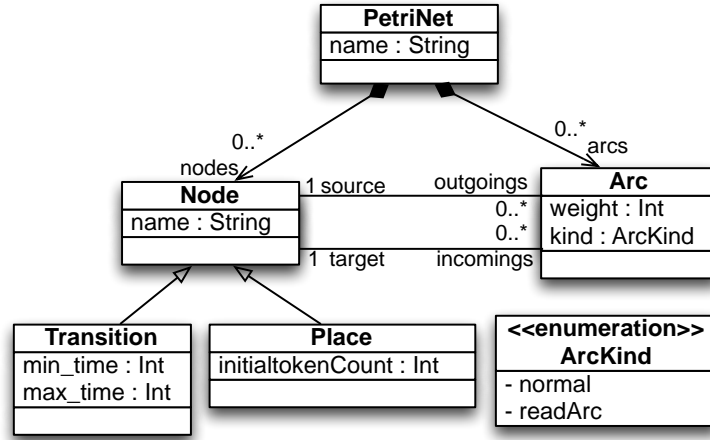 PetriNet
name : String
0..*
nodes
0..*
arcs
Node
name : String
1 source
outgoings
0..*
0..*
1 target
incomings
Arc
weight : Int
kind : ArcKind
Transition
min_time : Int
max_time : Int
Place
initialtokenCount : Int
<<enumeration>>
ArcKind
- normal
- readArc